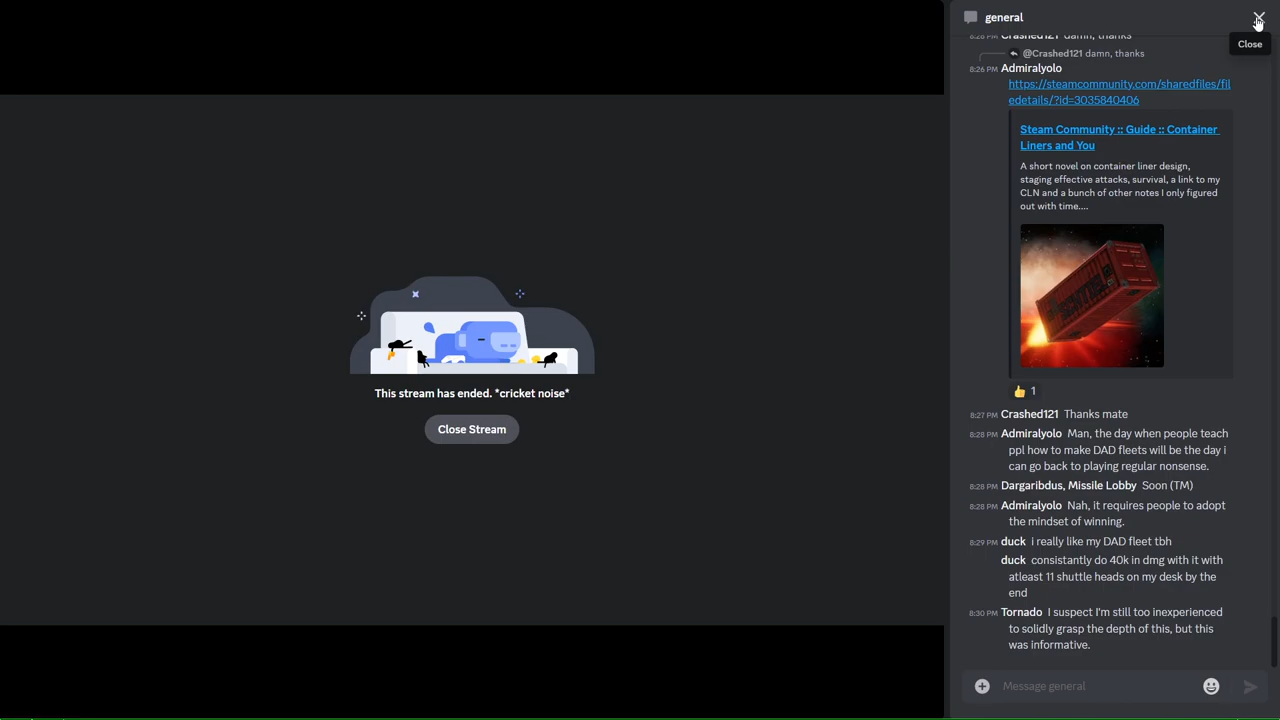 general
Close
8:26 PM Crashed121 damn, thanks
@Crashed121 damn, thanks
8:26 PM Admiralyolo
https://steamcommunity.com/sharedfiles/fil
edetails/?id=3035840406
Steam Community :: Guide :: Container
Liners and You
A short novel on container liner design,
staging effective attacks, survival, a link to my
CLN and a bunch of other notes I only figured
out with time....
👍 1
8:27 PM Crashed121 Thanks mate
8:28 PM Admiralyolo Man, the day when people teach
ppl how to make DAD fleets will be the day i
can go back to playing regular nonsense.
8:28 PM Dargaribdus, Missile Lobby Soon (TM)
8:28 PM Admiralyolo Nah, it requires people to adopt
the mindset of winning.
8:29 PM duck i really like my DAD fleet tbh
duck consistantly do 40k in dmg with it with
atleast 11 shuttle heads on my desk by the
end
8:30 PM Tornado I suspect I'm still too inexperienced
to solidly grasp the depth of this, but this
was informative.
Message general
This stream has ended. *cricket noise*
Close Stream